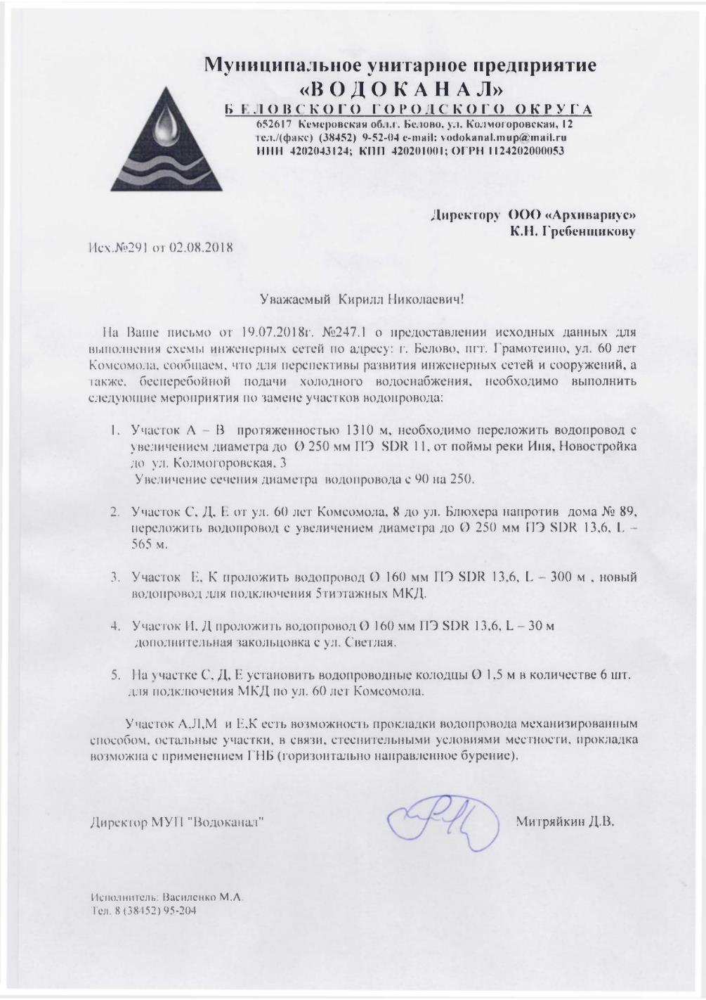 Муниципальное унитарное предприятие
«В О Д О К А Н А Л»
БЕЛОВСКОГО ГОРОДСКОГО ОКРУГА
652617 Кемеровская обл.г. Белово, ул. Колмогоровская, 12
тел./(факс) (38452) 9-52-04 e-mail: vodokanal.mup@mail.ru
ИНН 4202043124; КПП 420201001; ОГРН 1124202000053
Директору ООО «Архивариус»
К.Н. Гребенщикову
Исх.№291 от 02.08.2018
Уважаемый Кирилл Николаевич!
На Ваше письмо от 19.07.2018г. №247.1 о предоставлении исходных данных для
выполнения схемы инженерных сетей по адресу: г. Белово, пгт. Грамотеино, ул. 60 лет
Комсомола, сообщаем, что для перспективы развития инженерных сетей и сооружений, а
также, бесперебойной подачи холодного водоснабжения, необходимо выполнить
следующие мероприятия по замене участков водопровода:
1. Участок А – В протяженностью 1310 м, необходимо переложить водопровод с
увеличением диаметра до Ø 250 мм ПЭ SDR 11, от поймы реки Иня, Новостройка
до ул. Колмогоровская, 3
Увеличение сечения диаметра водопровода с 90 на 250.
2. Участок С, Д, Е от ул. 60 лет Комсомола, 8 до ул. Блюхера напротив дома № 89,
переложить водопровод с увеличением диаметра до Ø 250 мм ПЭ SDR 13,6, L –
565 м.
3. Участок Е, К проложить водопровод Ø 160 мм ПЭ SDR 13,6, L – 300 м , новый
водопровод для подключения 5тиэтажных МКД.
4. Участок И, Д проложить водопровод Ø 160 мм ПЭ SDR 13,6, L – 30 м
дополнительная закольцовка с ул. Светлая.
5. На участке С, Д, Е установить водопроводные колодцы Ø 1,5 м в количестве 6 шт.
для подключения МКД по ул. 60 лет Комсомола.
Участок А,Л,М и Е,К есть возможность прокладки водопровода механизированным
способом, остальные участки, в связи, стеснительными условиями местности, прокладка
возможна с применением ГНБ (горизонтально направленное бурение).
Директор МУП "Водоканал" Митряйкин Д.В.
Исполнитель: Василенко М.А.
Тел. 8 (38452) 95-204